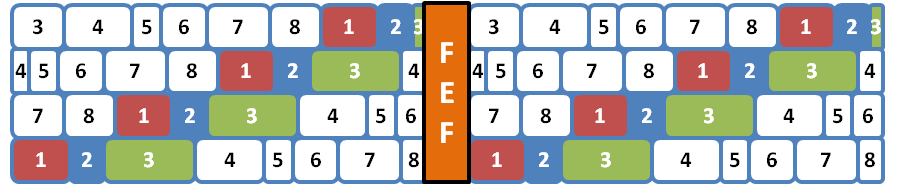 3 4 5 6 7 8 1 2 3 F 3 4 5 6 7 8 1 2 3
4 5 6 7 8 1 2 3 4 E 4 5 6 7 8 1 2 3 4
7 8 1 2 3 4 5 6 F 7 8 1 2 3 4 5 6
1 2 3 4 5 6 7 8 1 2 3 4 5 6 7 8